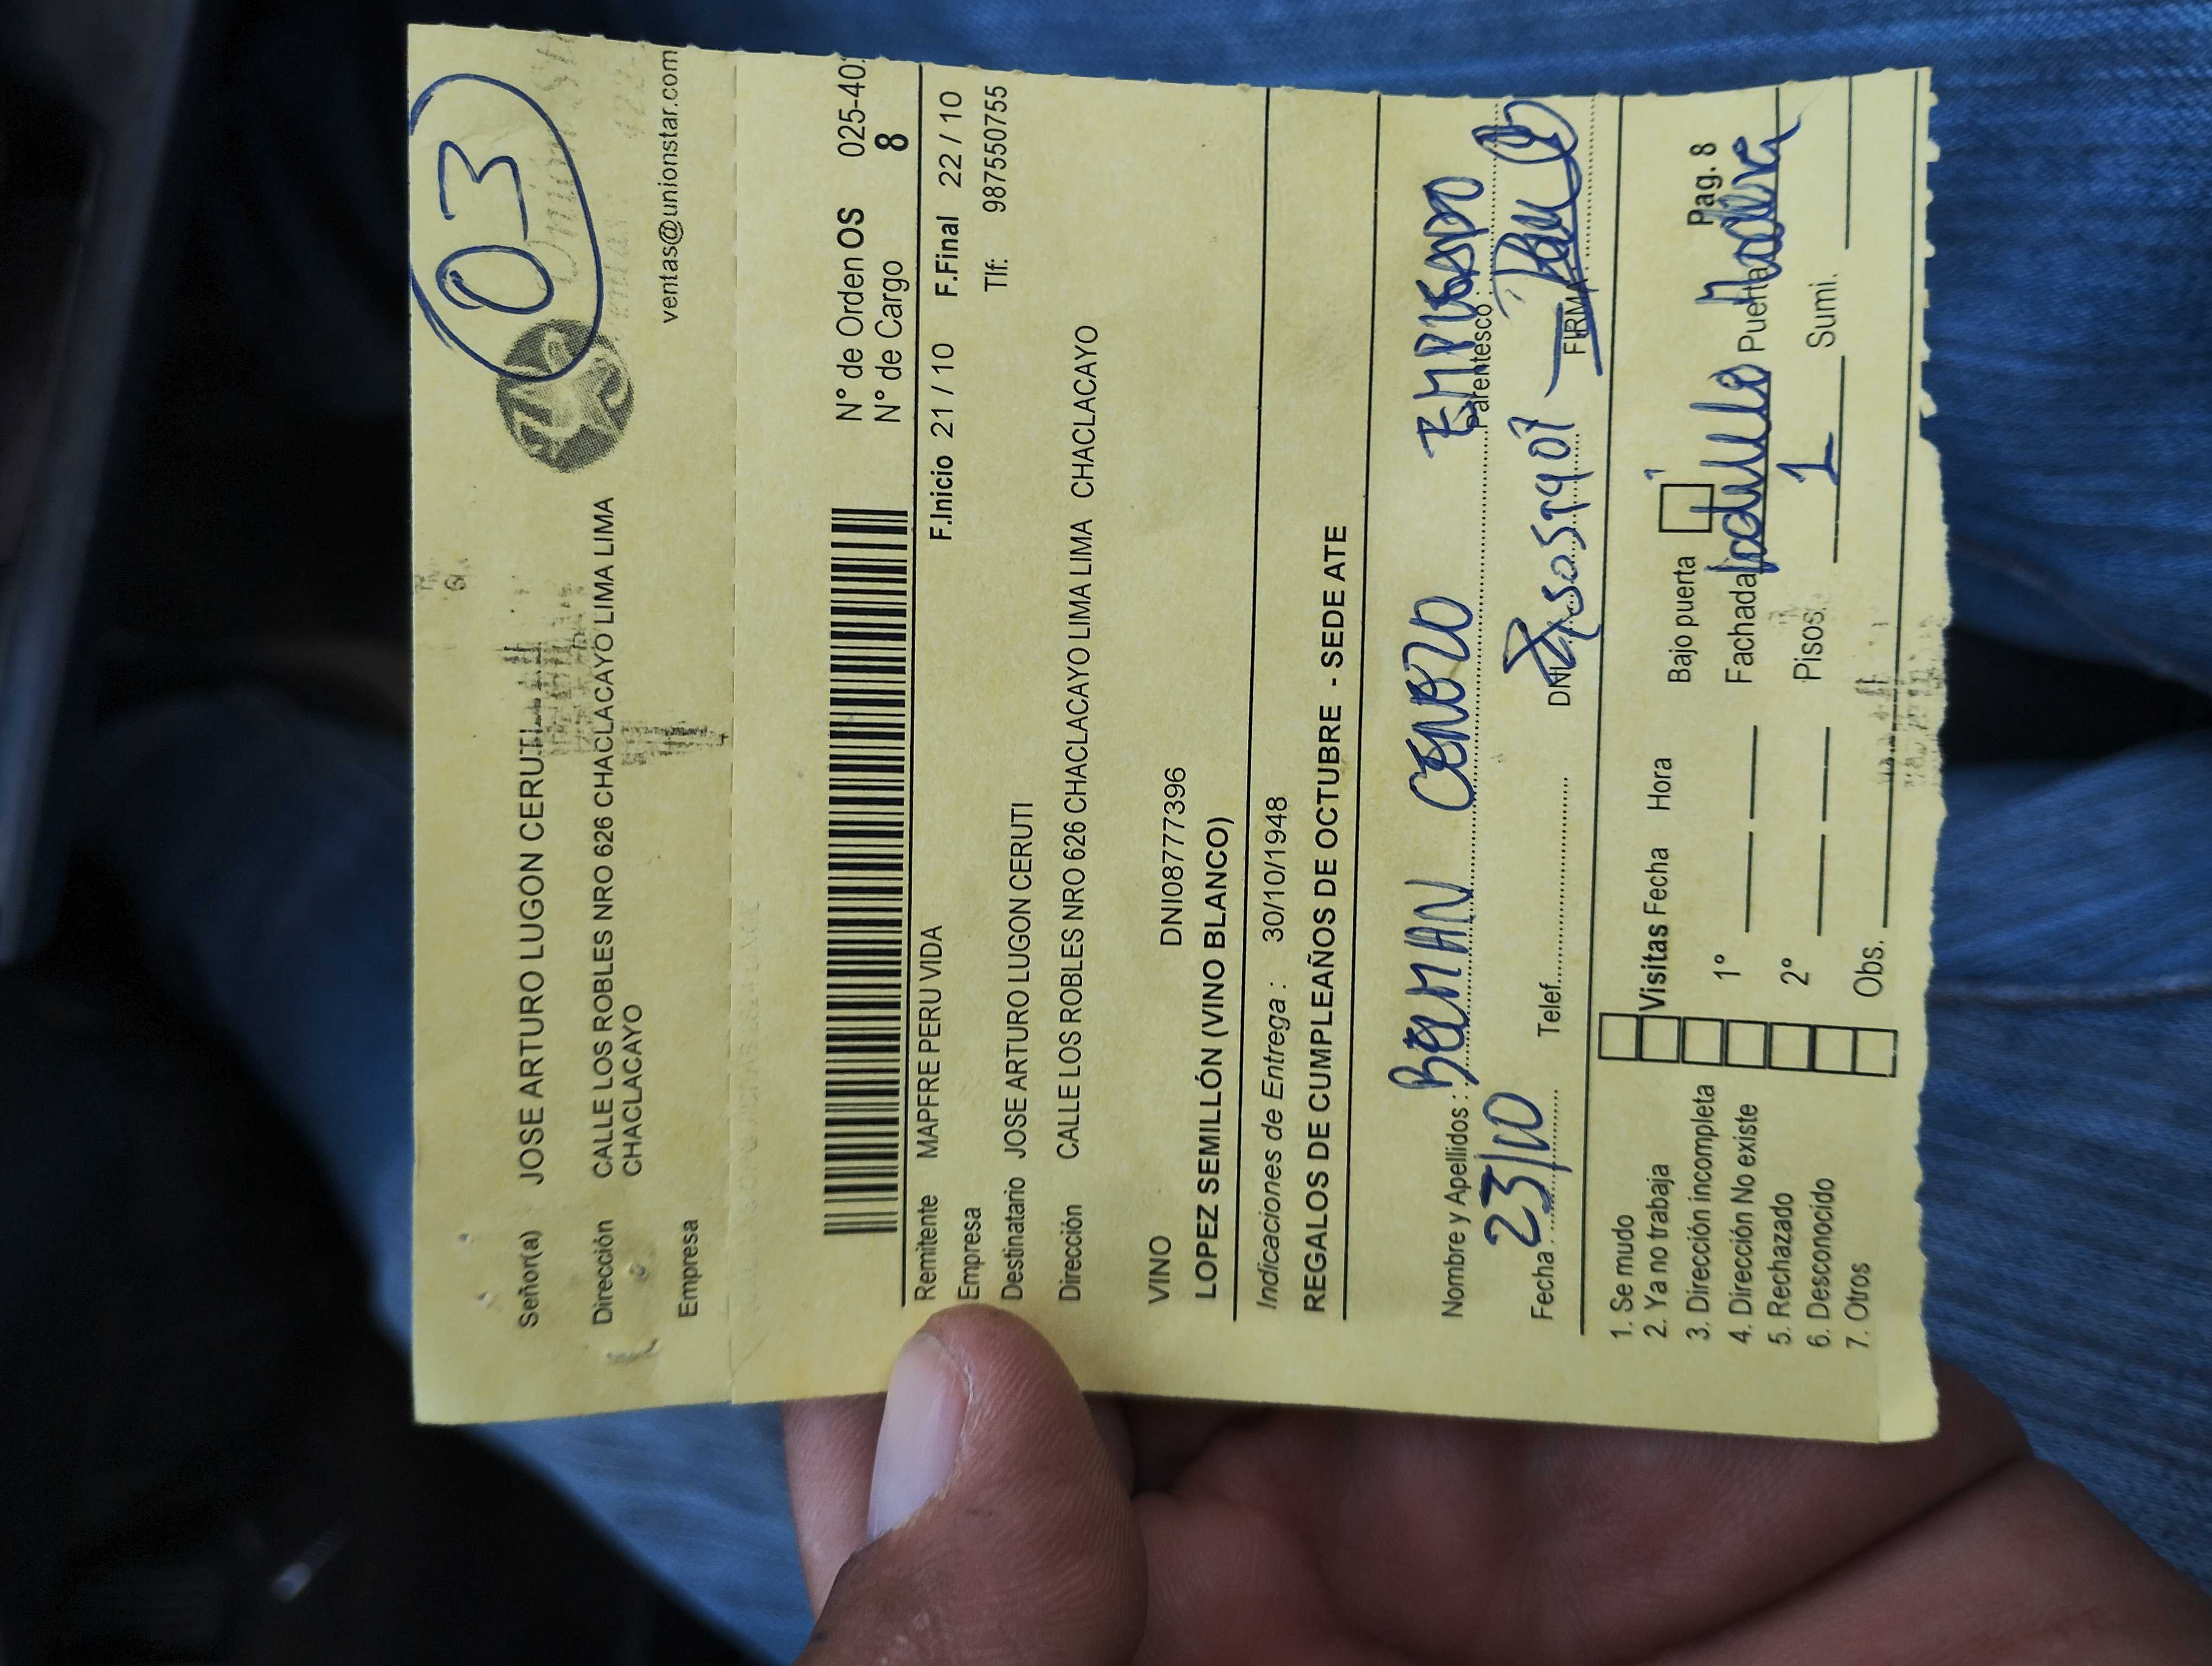 03
Señor(a) JOSE ARTURO LUGON CERUTI
Dirección CALLE LOS ROBLES NRO 626 CHACLACAYO LIMA LIMA
CHACLACAYO
Empresa
ventas@unionstar.com
N° de Orden OS 025-40
N° de Cargo 8
F.Inicio 21 / 10 F.Final 22 / 10
Remitente MAPFRE PERU VIDA
Empresa
Tlf: 987550755
Destinatario JOSE ARTURO LUGON CERUTI
Dirección CALLE LOS ROBLES NRO 626 CHACLACAYO LIMA LIMA CHACLACAYO
VINO DNI08777396
LOPEZ SEMILLÓN (VINO BLANCO)
Indicaciones de Entrega : 30/10/1948
REGALOS DE CUMPLEAÑOS DE OCTUBRE - SEDE ATE
Nombre y Apellidos :
Parentesco :
Fecha : 23/10 Telef. DNI FIRMA
1. Se mudo
2. Ya no trabaja
3. Dirección incompleta
4. Dirección No existe
5. Rechazado
6. Desconocido
7. Otros
Visitas Fecha Hora
1°
2°
Obs.
Bajo puerta Pag. 8
Fachada ladrillo Puerta Madera
Pisos: 1 Sumi.